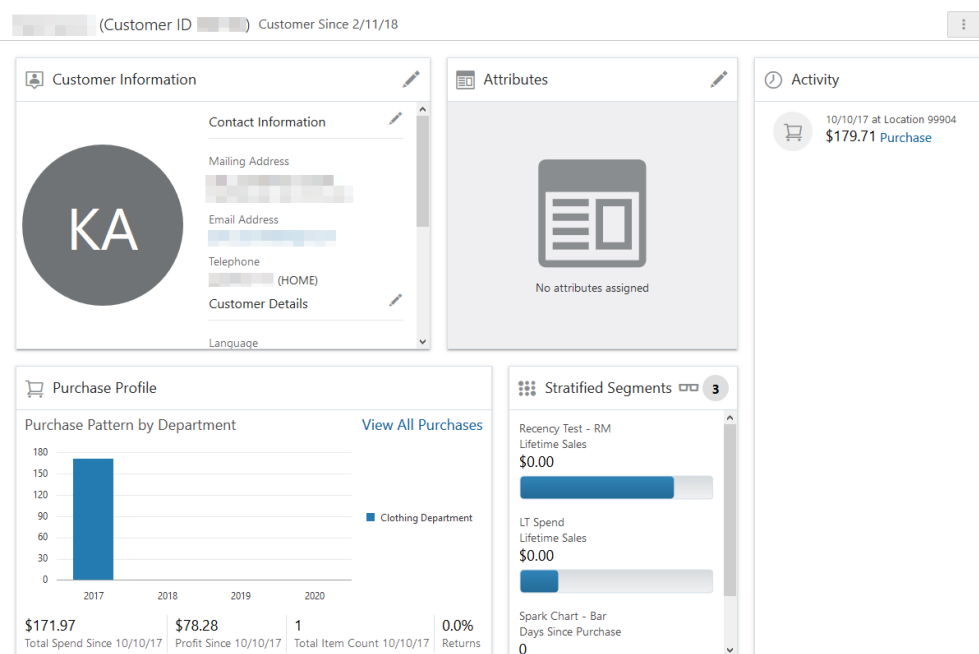 (Customer ID ) Customer Since 2/11/18
Customer Information
Contact Information
KA
Mailing Address
Email Address
Telephone
(HOME)
Customer Details
Language
Attributes
No attributes assigned
Activity
10/10/17 at Location 99904
$179.71 Purchase
Purchase Profile
Purchase Pattern by Department
View All Purchases
180
150
120
90
60
30
0
2017 2018 2019 2020
Clothing Department
$171.97
Total Spend Since 10/10/17
$78.28
Profit Since 10/10/17
1
Total Item Count 10/10/17
0.0%
Returns
Stratified Segments 3
Recency Test - RM
Lifetime Sales
$0.00
LT Spend
Lifetime Sales
$0.00
Spark Chart - Bar
Days Since Purchase
0